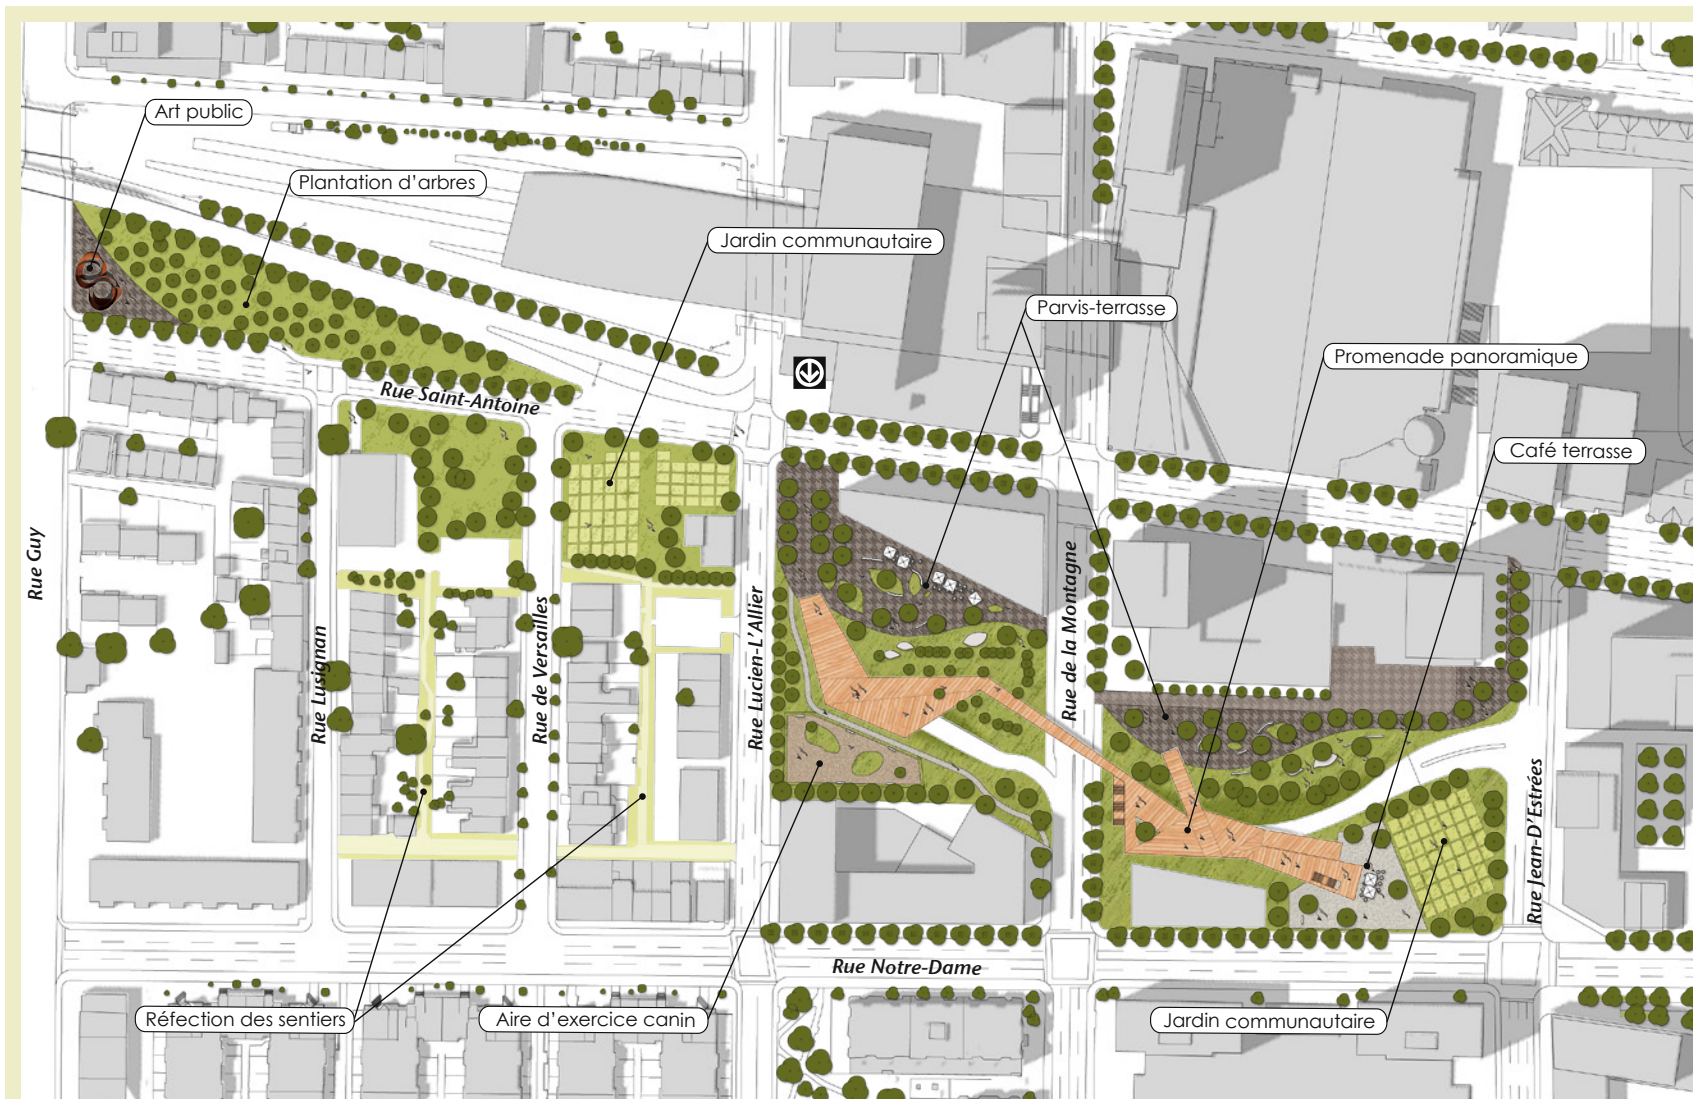 Art public
Plantation d'arbres
Jardin communautaire
Parvis-terrasse
Promenade panoramique
Café terrasse
Rue Saint-Antoine
Rue Guy
Rue Lusignan
Rue de Versailles
Rue Lucien-L'Allier
Rue de la Montagne
Rue Jean-D'Estrées
Rue Notre-Dame
Réfection des sentiers
Aire d'exercice canin
Jardin communautaire